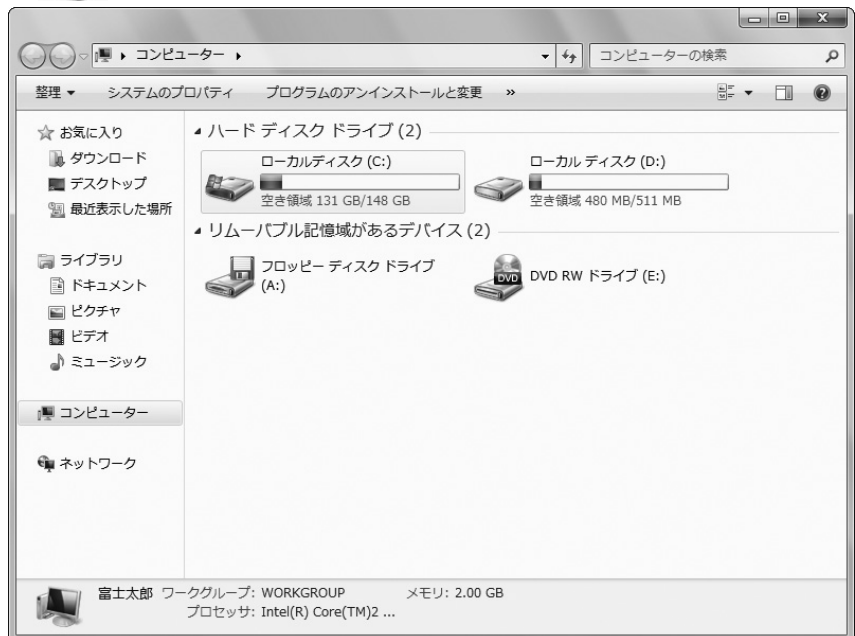 コンピューター
コンピューターの検索
整理 システムのプロパティ プログラムのアンインストールと変更 »
お気に入り
ダウンロード
デスクトップ
最近表示した場所
ライブラリ
ドキュメント
ピクチャ
ビデオ
ミュージック
コンピューター
ネットワーク
ハード ディスク ドライブ (2)
ローカルディスク (C:)
空き領域 131 GB/148 GB
ローカル ディスク (D:)
空き領域 480 MB/511 MB
リムーバブル記憶域があるデバイス (2)
フロッピー ディスク ドライブ
(A:)
DVD
DVD RW ドライブ (E:)
富士太郎 ワークグループ: WORKGROUP メモリ: 2.00 GB
プロセッサ: Intel(R) Core(TM)2 ...